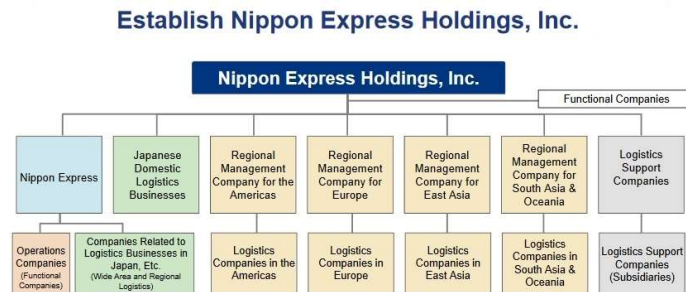 Establish Nippon Express Holdings, Inc.
Nippon Express Holdings, Inc.
Functional Companies
Nippon Express
Japanese
Domestic
Logistics
Businesses
Regional
Management
Company for the
Americas
Regional
Management
Company for
Europe
Regional
Management
Company for
East Asia
Regional
Management
Company for
South Asia &
Oceania
Logistics
Support
Companies
Operations
Companies
(Functional
Companies)
Companies Related to
Logistics Businesses in
Japan, Etc.
(Wide Area and Regional
Logistics)
Logistics
Companies in the
Americas
Logistics
Companies in
Europe
Logistics
Companies in
East Asia
Logistics
Companies in
South Asia &
Oceania
Logistics Support
Companies
(Subsidiaries)